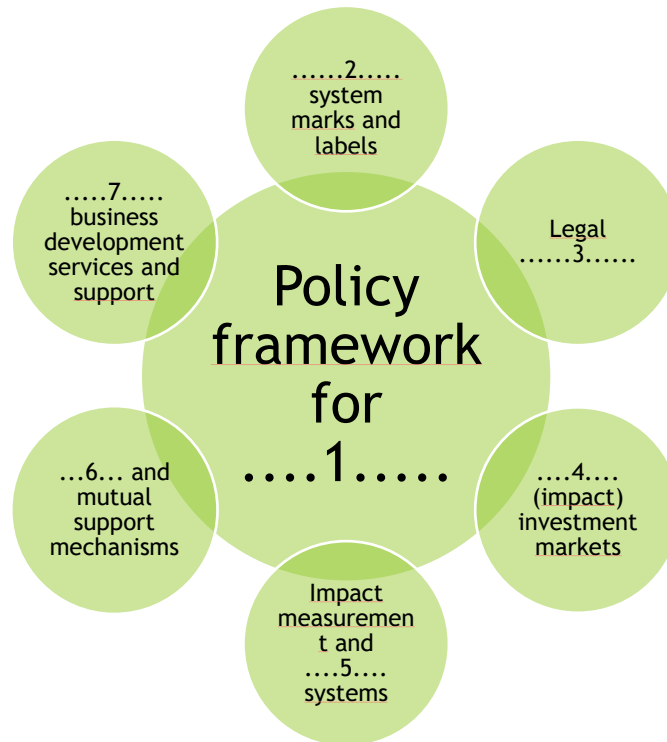 ......2.....
system
marks and
labels
.....7.....
business
development
services and
support
Legal
......3......
Policy
framework
for
....1.....
...6... and
mutual
support
mechanisms
....4....
(impact)
investment
markets
Impact
measuremen
t and
....5....
systems